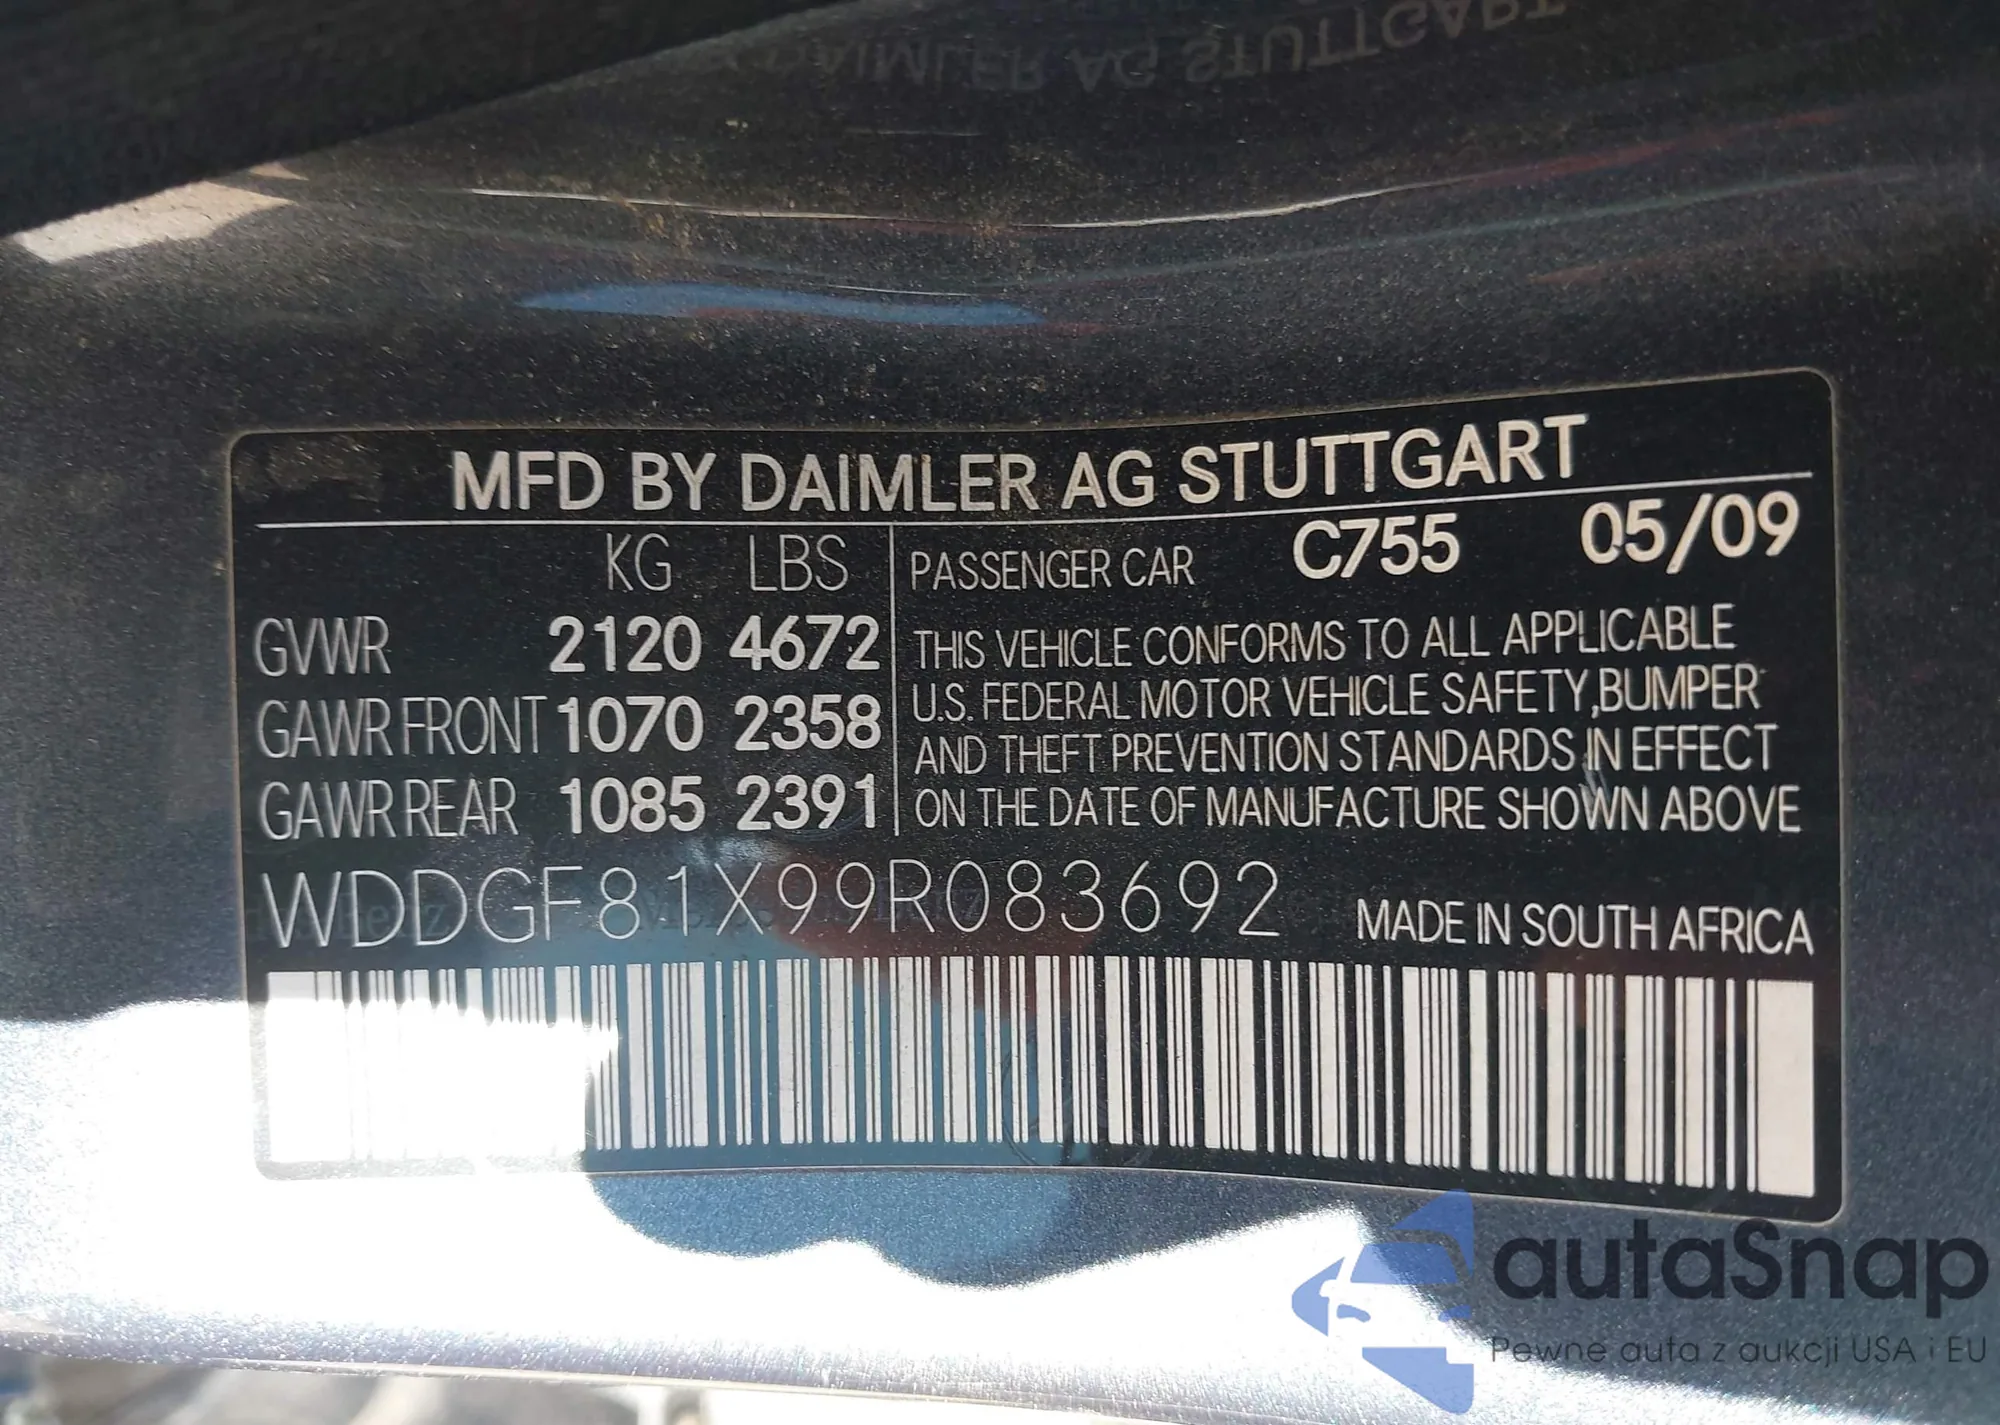 DAIMLER AG STUTTGART
MFD BY DAIMLER AG STUTTGART
KG LBS PASSENGER CAR C755 05/09
GVWR 2120 4672
GAWR FRONT 1070 2358
GAWR REAR 1085 2391
THIS VEHICLE CONFORMS TO ALL APPLICABLE
U.S. FEDERAL MOTOR VEHICLE SAFETY,BUMPER
AND THEFT PREVENTION STANDARDS IN EFFECT
ON THE DATE OF MANUFACTURE SHOWN ABOVE
WDDGF81X99R083692 MADE IN SOUTH AFRICA
autaSnap
Pewne auta z aukcji USA i EU